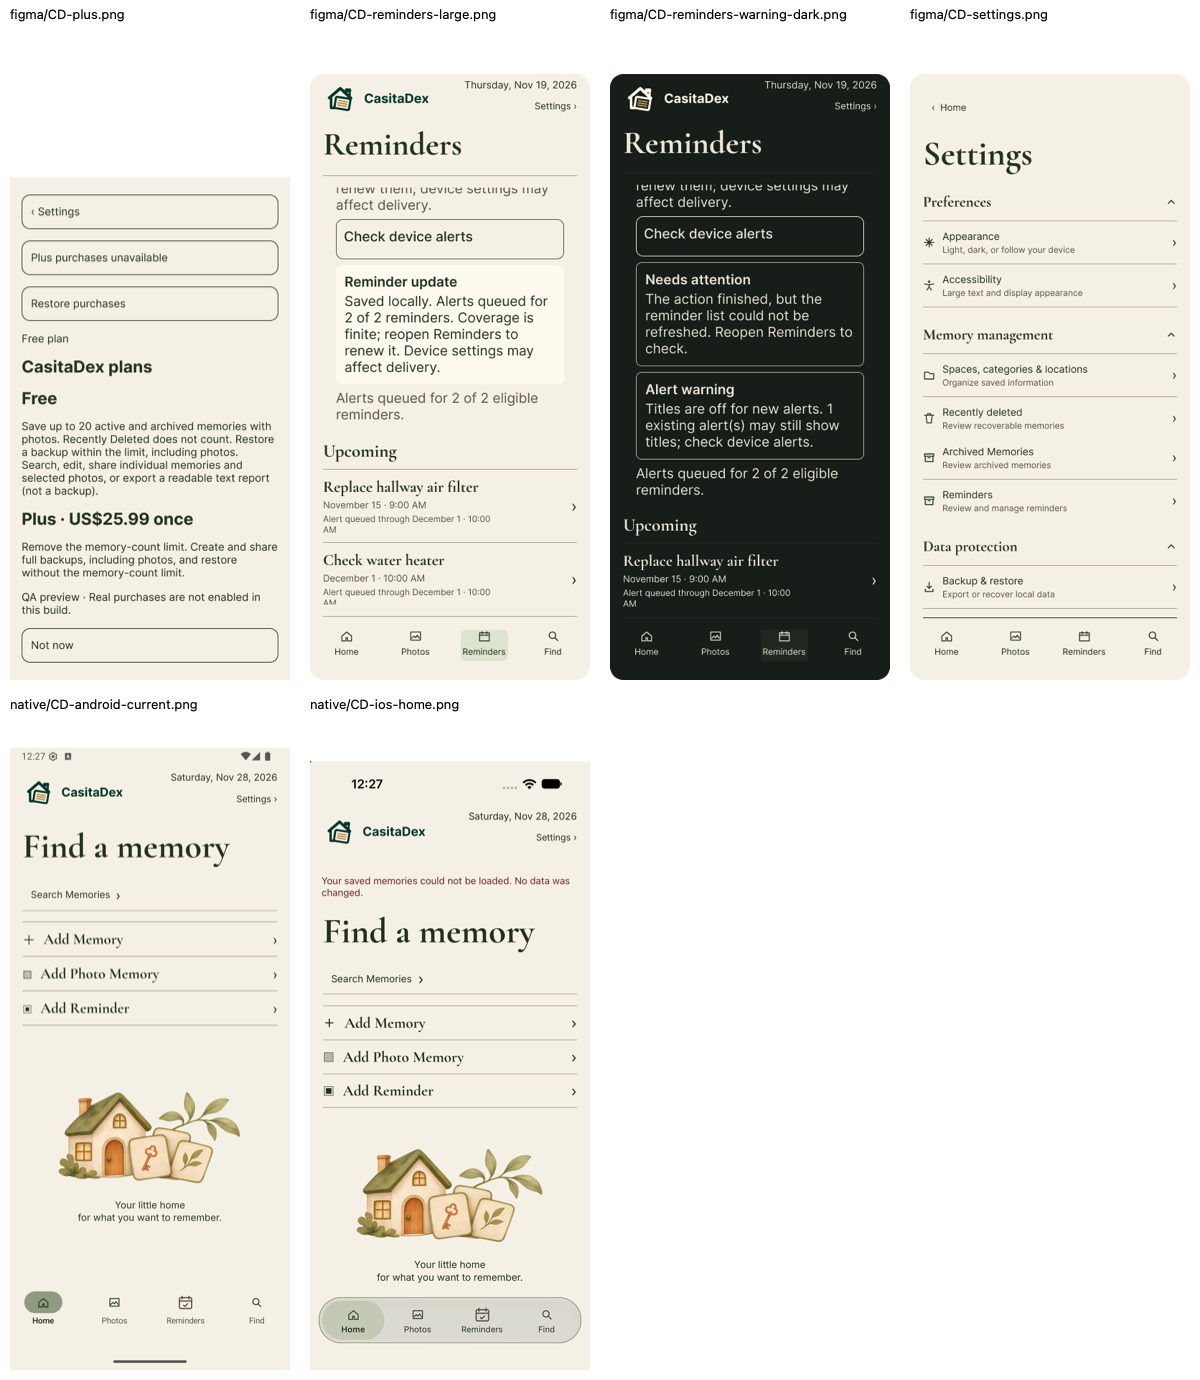 figma/CD-plus.png
‹ Settings
Plus purchases unavailable
Restore purchases
Free plan
CasitaDex plans
Free
Save up to 20 active and archived memories with
photos. Recently Deleted does not count. Restore
a backup within the limit, including photos.
Search, edit, share individual memories and
selected photos, or export a readable text report
(not a backup).
Plus · US$25.99 once
Remove the memory-count limit. Create and share
full backups, including photos, and restore
without the memory-count limit.
QA preview · Real purchases are not enabled in
this build.
Not now
figma/CD-reminders-large.png
Thursday, Nov 19, 2026
CasitaDex
Settings ›
Reminders
renew them, device settings may
affect delivery.
Check device alerts
Reminder update
Saved locally. Alerts queued for
2 of 2 reminders. Coverage is
finite; reopen Reminders to
renew it. Device settings may
affect delivery.
Alerts queued for 2 of 2 eligible
reminders.
Upcoming
Replace hallway air filter
November 15 · 9:00 AM
Alert queued through December 1 · 10:00
AM
Check water heater
December 1 · 10:00 AM
Alert queued through December 1 · 10:00
AM
Home
Photos
Reminders
Find
figma/CD-reminders-warning-dark.png
Thursday, Nov 19, 2026
CasitaDex
Settings ›
Reminders
renew them, device settings may
affect delivery.
Check device alerts
Needs attention
The action finished, but the
reminder list could not be
refreshed. Reopen Reminders to
check.
Alert warning
Titles are off for new alerts. 1
existing alert(s) may still show
titles; check device alerts.
Alerts queued for 2 of 2 eligible
reminders.
Upcoming
Replace hallway air filter
November 15 · 9:00 AM
Alert queued through December 1 · 10:00
AM
Home
Photos
Reminders
Find
figma/CD-settings.png
‹ Home
Settings
Preferences
Appearance
Light, dark, or follow your device
Accessibility
Large text and display appearance
Memory management
Spaces, categories & locations
Organize saved information
Recently deleted
Review recoverable memories
Archived Memories
Review archived memories
Reminders
Review and manage reminders
Data protection
Backup & restore
Export or recover local data
Home
Photos
Reminders
Find
native/CD-android-current.png
12:27
Saturday, Nov 28, 2026
CasitaDex
Settings ›
Find a memory
Search Memories ›
Add Memory
Add Photo Memory
Add Reminder
Your little home
for what you want to remember.
Home
Photos
Reminders
Find
native/CD-ios-home.png
12:27
Saturday, Nov 28, 2026
CasitaDex
Settings ›
Your saved memories could not be loaded. No data was
changed.
Find a memory
Search Memories ›
Add Memory
Add Photo Memory
Add Reminder
Your little home
for what you want to remember.
Home
Photos
Reminders
Find